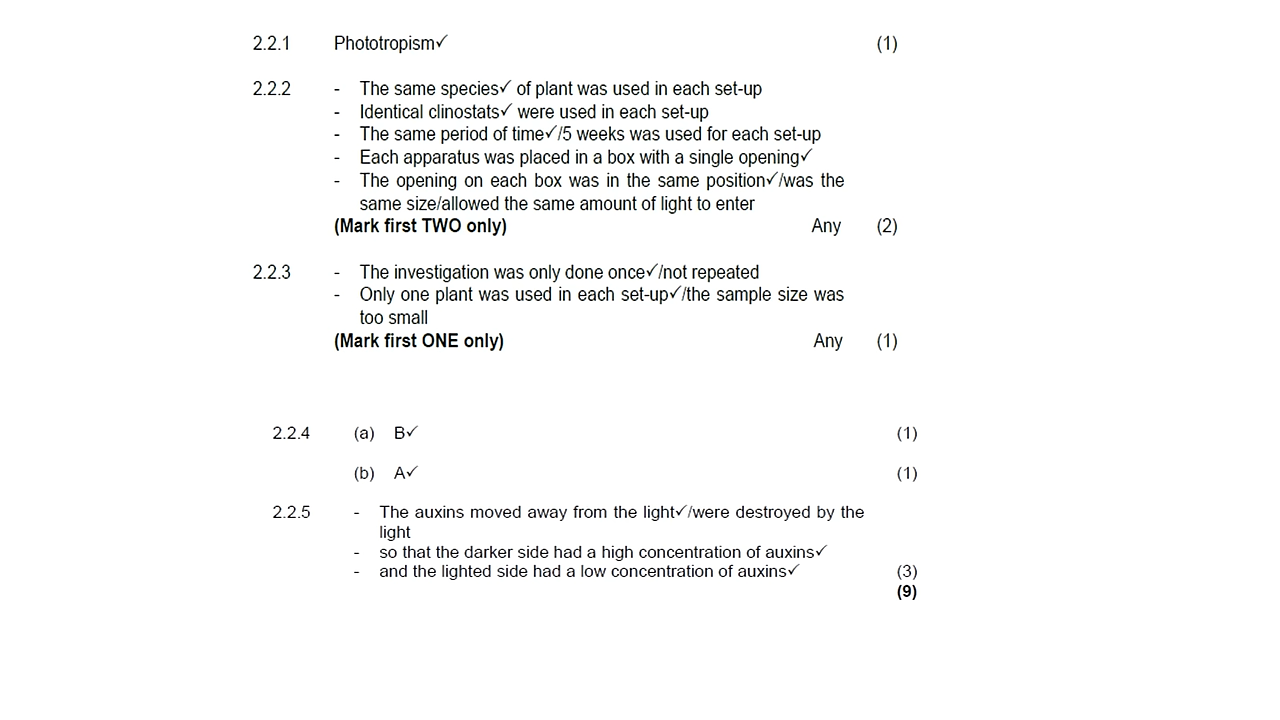 2.2.1 Phototropism✓ (1)
2.2.2 - The same species✓ of plant was used in each set-up
- Identical clinostats✓ were used in each set-up
- The same period of time✓/5 weeks was used for each set-up
- Each apparatus was placed in a box with a single opening✓
- The opening on each box was in the same position✓/was the
same size/allowed the same amount of light to enter
(Mark first TWO only) Any (2)
2.2.3 - The investigation was only done once✓/not repeated
- Only one plant was used in each set-up✓/the sample size was
too small
(Mark first ONE only) Any (1)
2.2.4 (a) B✓ (1)
(b) A✓ (1)
2.2.5 - The auxins moved away from the light✓/were destroyed by the
light
- so that the darker side had a high concentration of auxins✓
- and the lighted side had a low concentration of auxins✓ (3)
(9)